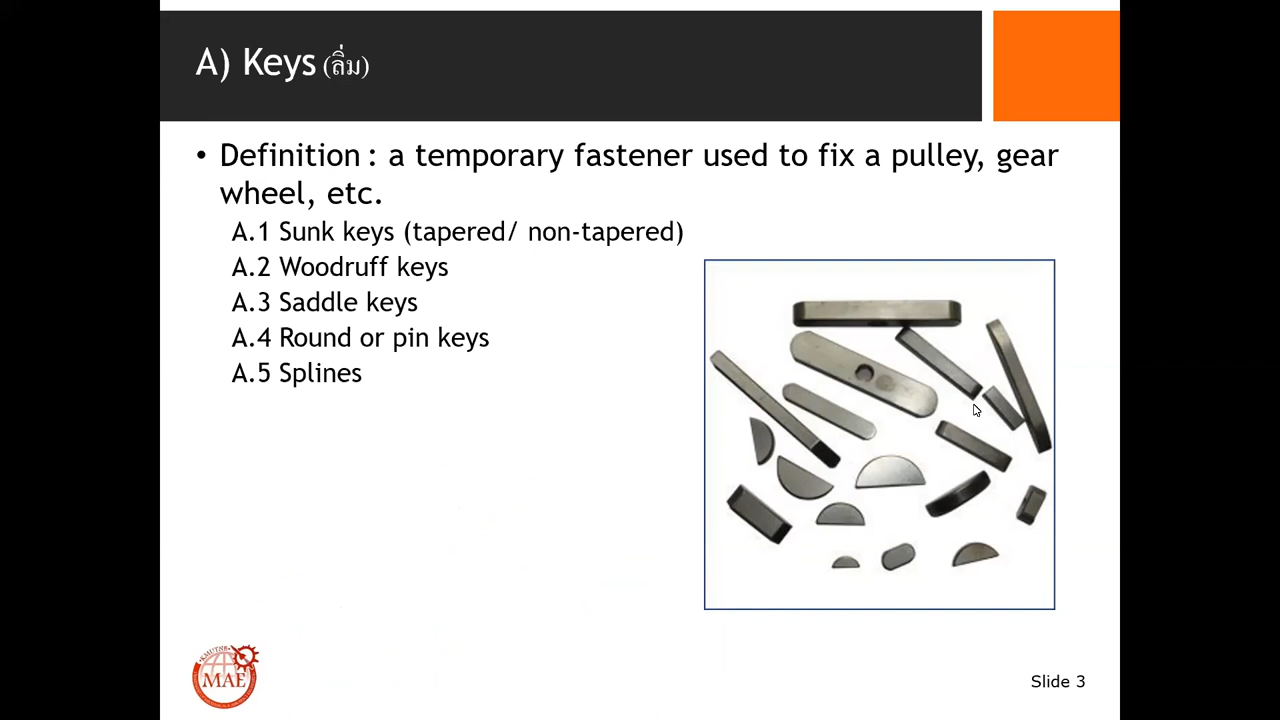 A) Keys (ลิ่ม)
• Definition : a temporary fastener used to fix a pulley, gear
wheel, etc.
A.1 Sunk keys (tapered/ non-tapered)
A.2 Woodruff keys
A.3 Saddle keys
A.4 Round or pin keys
A.5 Splines
KMUTNB
MAE
Slide 3